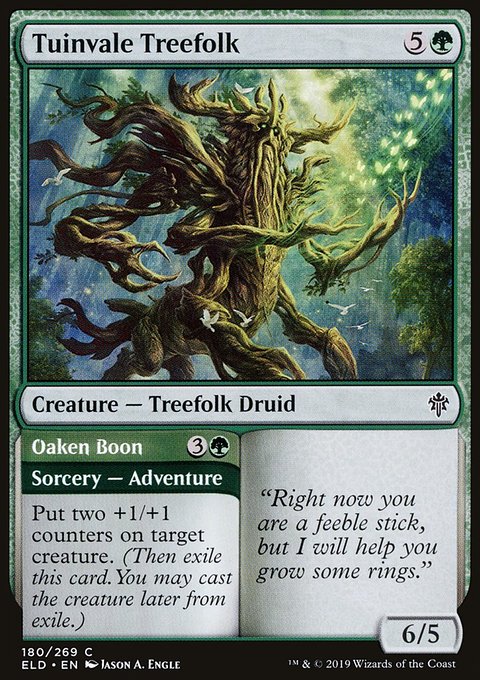 Tuinvale Treefolk 5
Creature — Treefolk Druid
Oaken Boon 3
Sorcery — Adventure
Put two +1/+1
counters on target
creature. (Then exile
this card. You may cast
the creature later from
exile.)
“Right now you
are a feeble stick,
but I will help you
grow some rings.”
6/5
180/269 C
ELD • EN Jason A. Engle
™ & © 2019 Wizards of the Coast